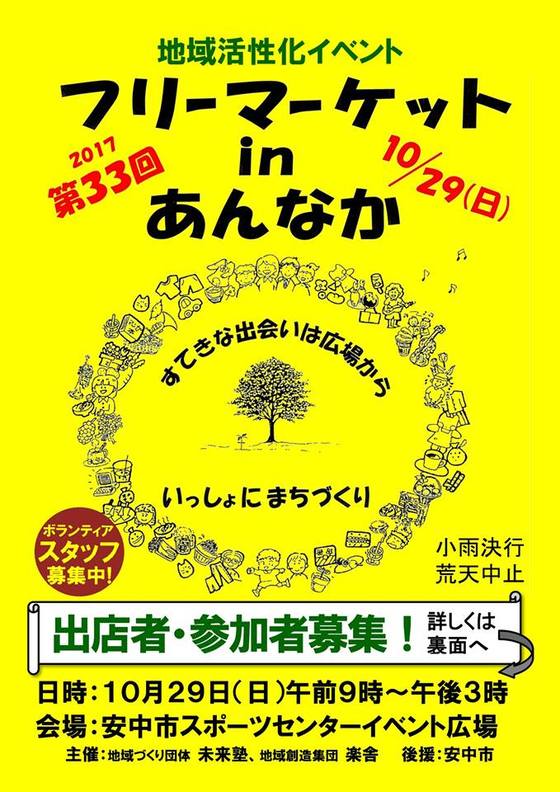 地域活性化イベント
フリーマーケット
2017
第33回
in
10/29(日)
あんなか
すてきな出会いは広場から
いっしょに まちづくり
ボランティア
スタッフ
募集中!
小雨決行
荒天中止
出店者・参加者募集！
詳しくは
裏面へ
日時：10月29日(日)午前9時～午後3時
会場：安中市スポーツセンターイベント広場
主催：地域づくり団体 未来塾、地域創造集団 楽舎 後援：安中市